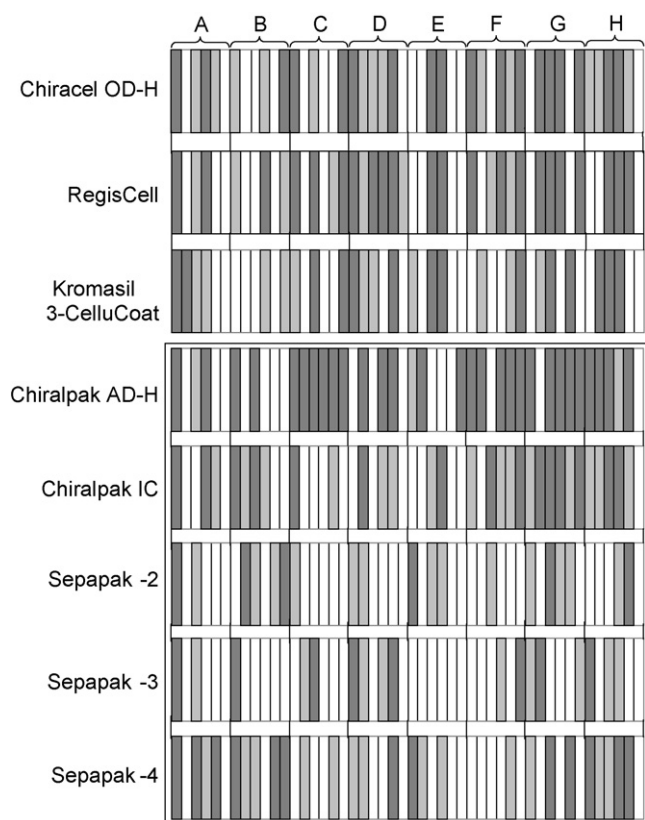 A B C D E F G H
Chiracel OD-H
RegisCell
Kromasil
3-CelluCoat
Chiralpak AD-H
Chiralpak IC
Sepapak -2
Sepapak -3
Sepapak -4